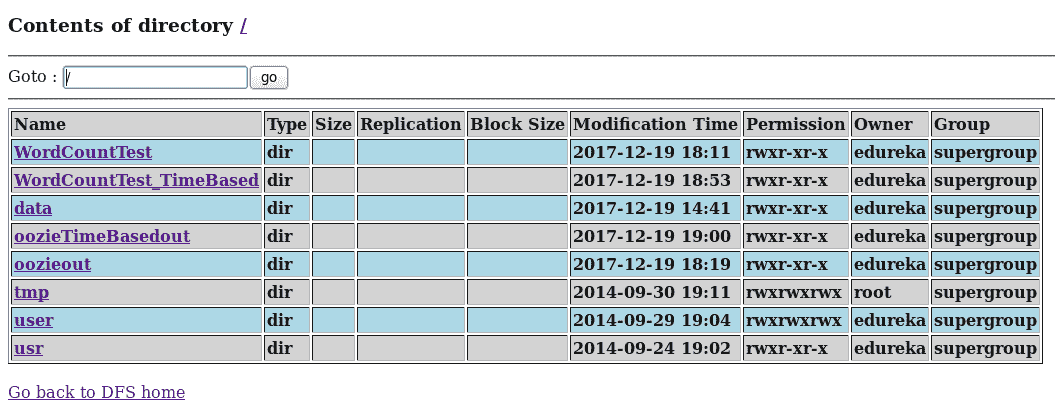 Contents of directory /
Goto : / go
Name Type Size Replication Block Size Modification Time Permission Owner Group
WordCountTest dir 2017-12-19 18:11 rwxr-xr-x edureka supergroup
WordCountTest_TimeBased dir 2017-12-19 18:53 rwxr-xr-x edureka supergroup
data dir 2017-12-19 14:41 rwxr-xr-x edureka supergroup
oozieTimeBasedout dir 2017-12-19 19:00 rwxr-xr-x edureka supergroup
oozieout dir 2017-12-19 18:19 rwxr-xr-x edureka supergroup
tmp dir 2014-09-30 19:11 rwxrwxrwx root supergroup
user dir 2014-09-29 19:04 rwxrwxrwx edureka supergroup
usr dir 2014-09-24 19:02 rwxr-xr-x edureka supergroup
Go back to DFS home